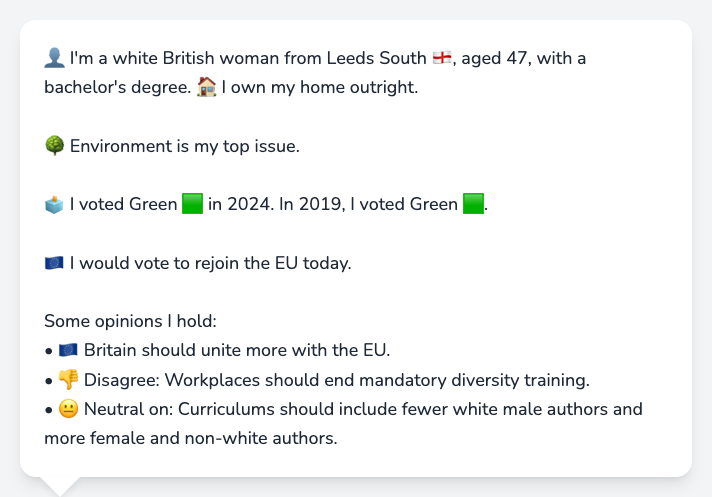 👤 I'm a white British woman from Leeds South 🏴󠁧󠁢󠁥󠁮󠁧󠁿, aged 47, with a
bachelor's degree. 🏠 I own my home outright.
🌳 Environment is my top issue.
🗳️ I voted Green 🟩 in 2024. In 2019, I voted Green 🟩.
🇪🇺 I would vote to rejoin the EU today.
Some opinions I hold:
• 🇪🇺 Britain should unite more with the EU.
• 👎 Disagree: Workplaces should end mandatory diversity training.
• 😐 Neutral on: Curriculums should include fewer white male authors and
more female and non-white authors.